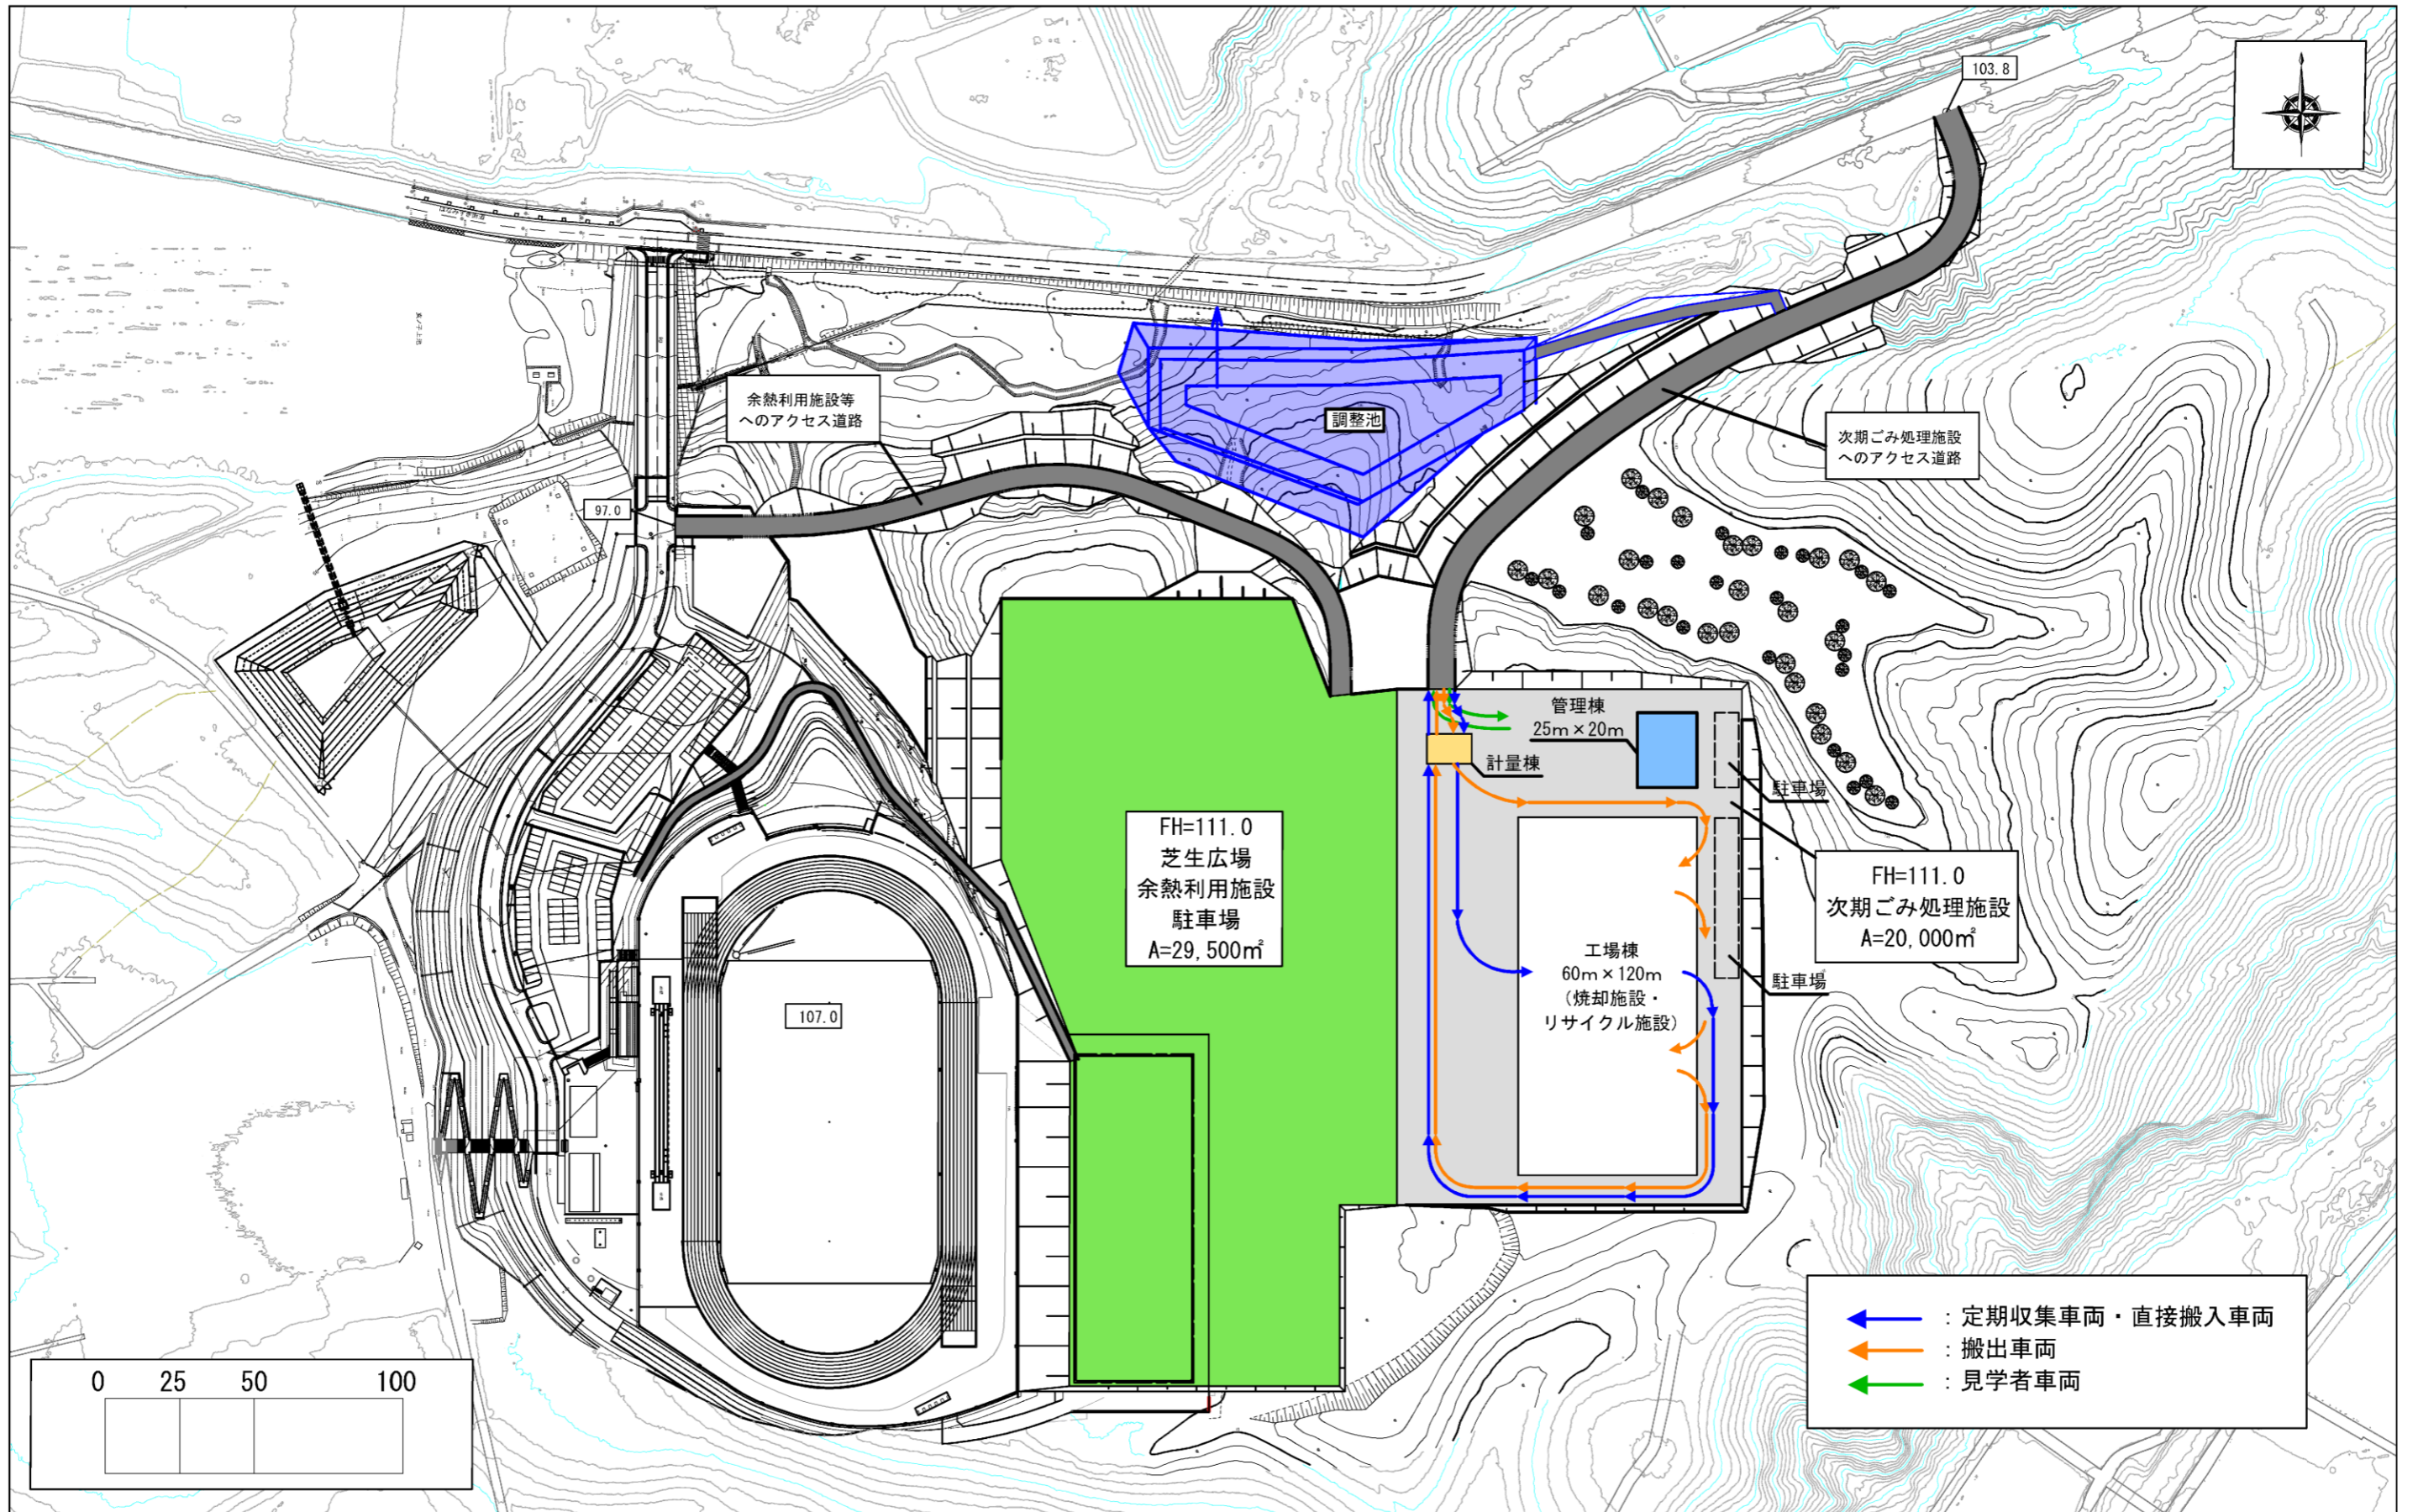 103.8
余熱利用施設等
へのアクセス道路
調整池
次期ごみ処理施設
へのアクセス道路
97.0
管理棟
25m×20m
計量棟
駐車場
FH=111.0
芝生広場
余熱利用施設
駐車場
A=29,500㎡
FH=111.0
次期ごみ処理施設
A=20,000㎡
工場棟
60m×120m
(焼却施設・
リサイクル施設)
駐車場
107.0
0 25 50 100
:定期収集車両・直接搬入車両
:搬出車両
:見学者車両